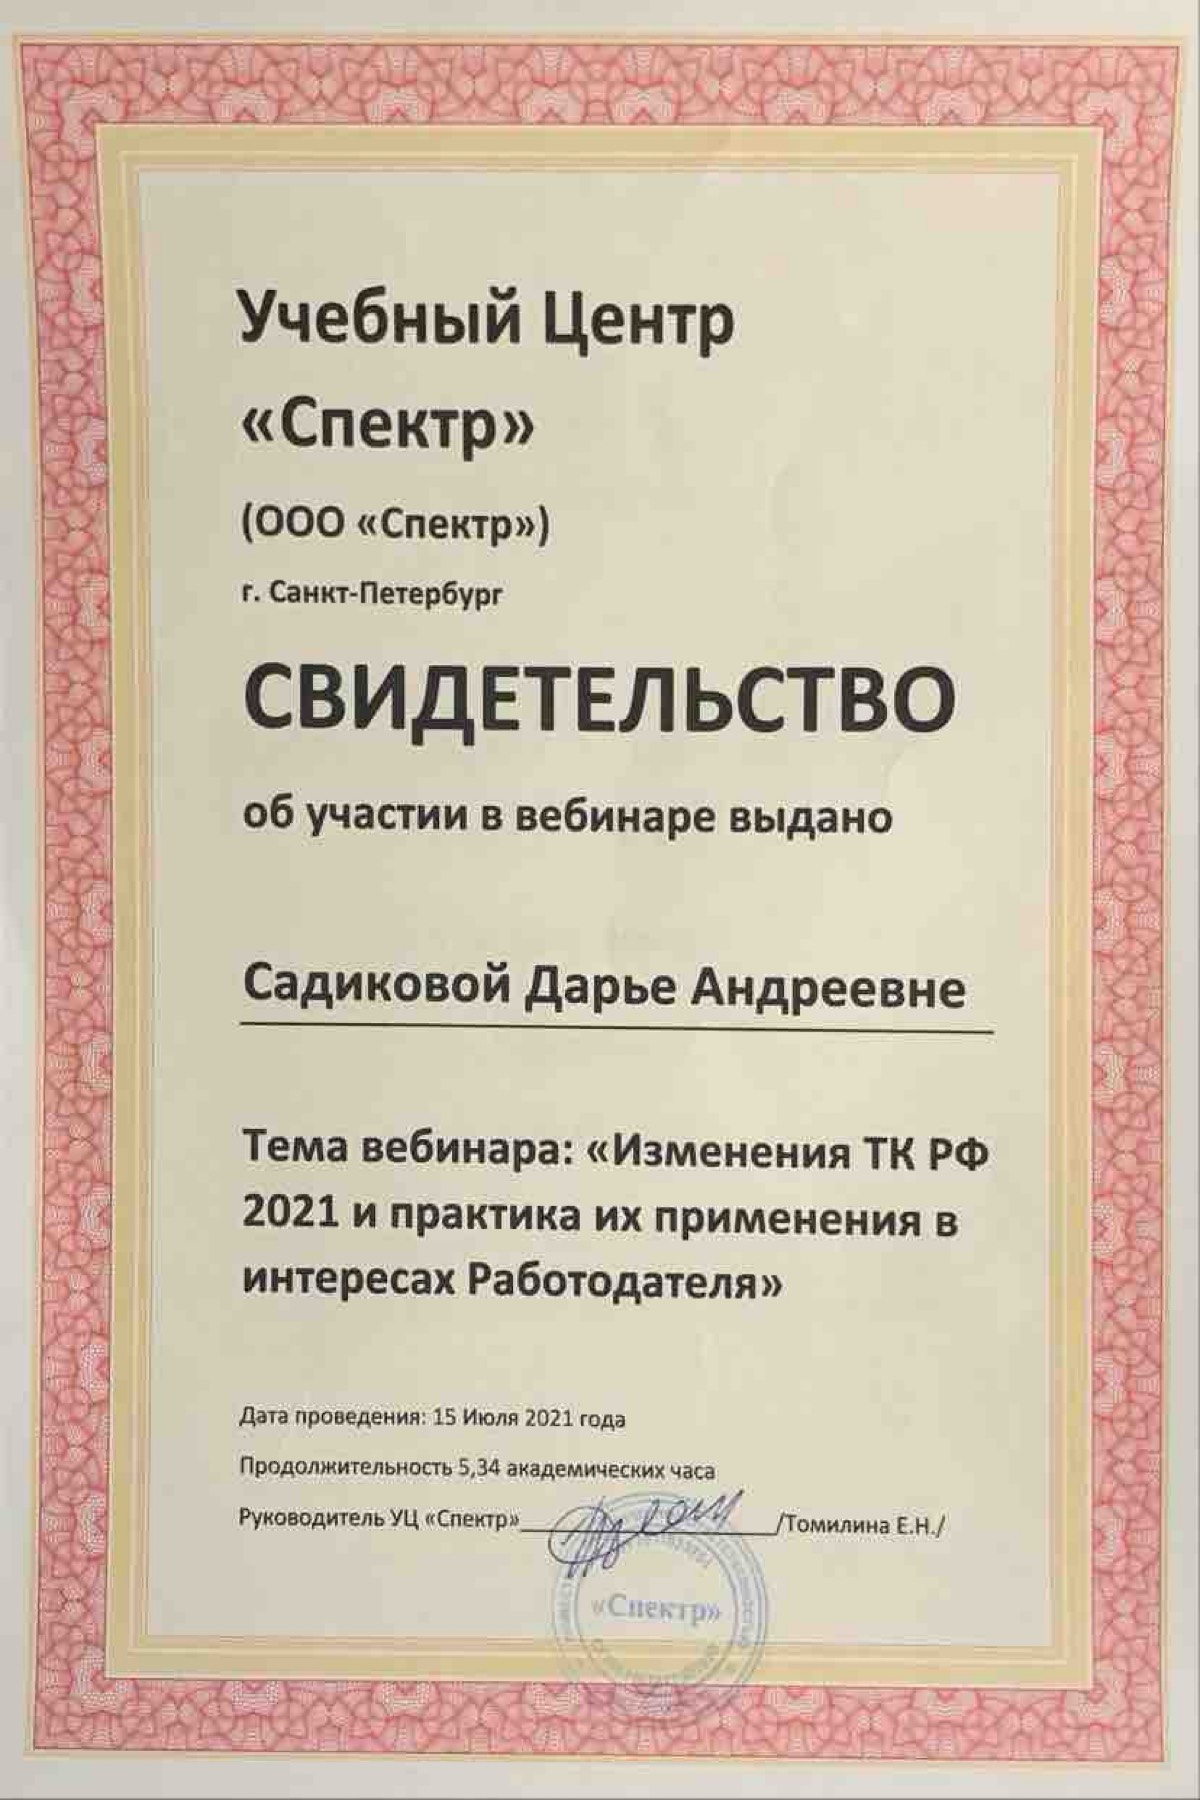 Учебный Центр
«Спектр»
(ООО «Спектр»)
г. Санкт-Петербург
СВИДЕТЕЛЬСТВО
об участии в вебинаре выдано
Садиковой Дарье Андреевне
Тема вебинара: «Изменения ТК РФ
2021 и практика их применения в
интересах Работодателя»
Дата проведения: 15 Июля 2021 года
Продолжительность 5,34 академических часа
Руководитель УЦ «Спектр» /Томилина Е.Н./
«Спектр»